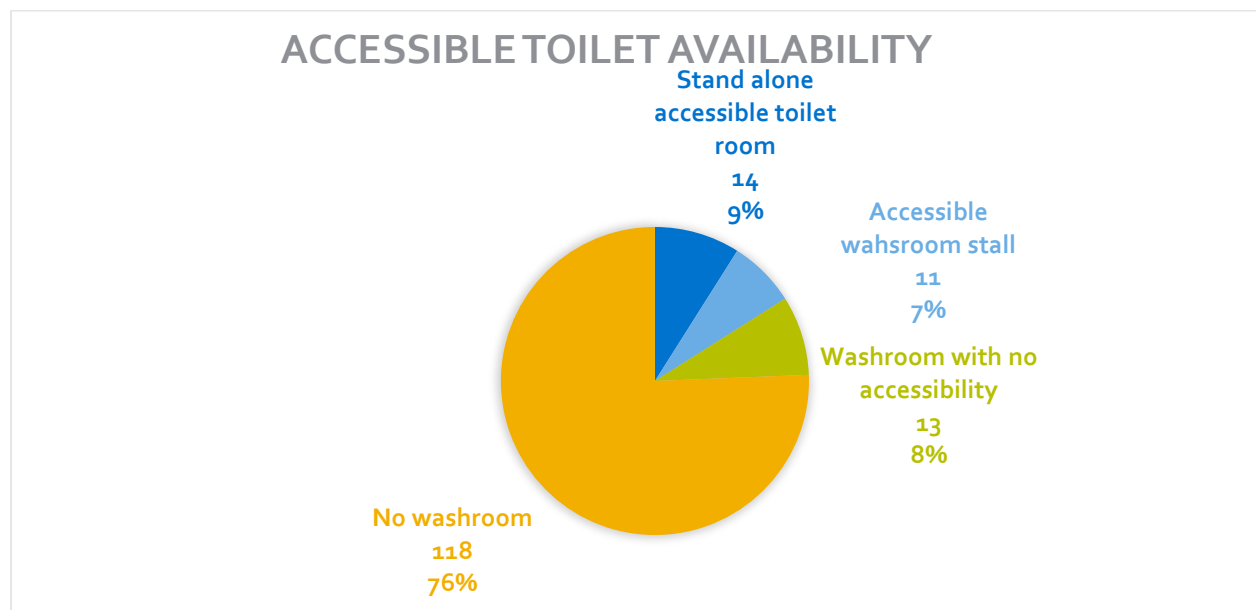 ACCESSIBLE TOILET AVAILABILITY
Stand alone
accessible toilet
room
14
9%
Accessible
wahsroom stall
11
7%
Washroom with no
accessibility
13
8%
No washroom
118
76%